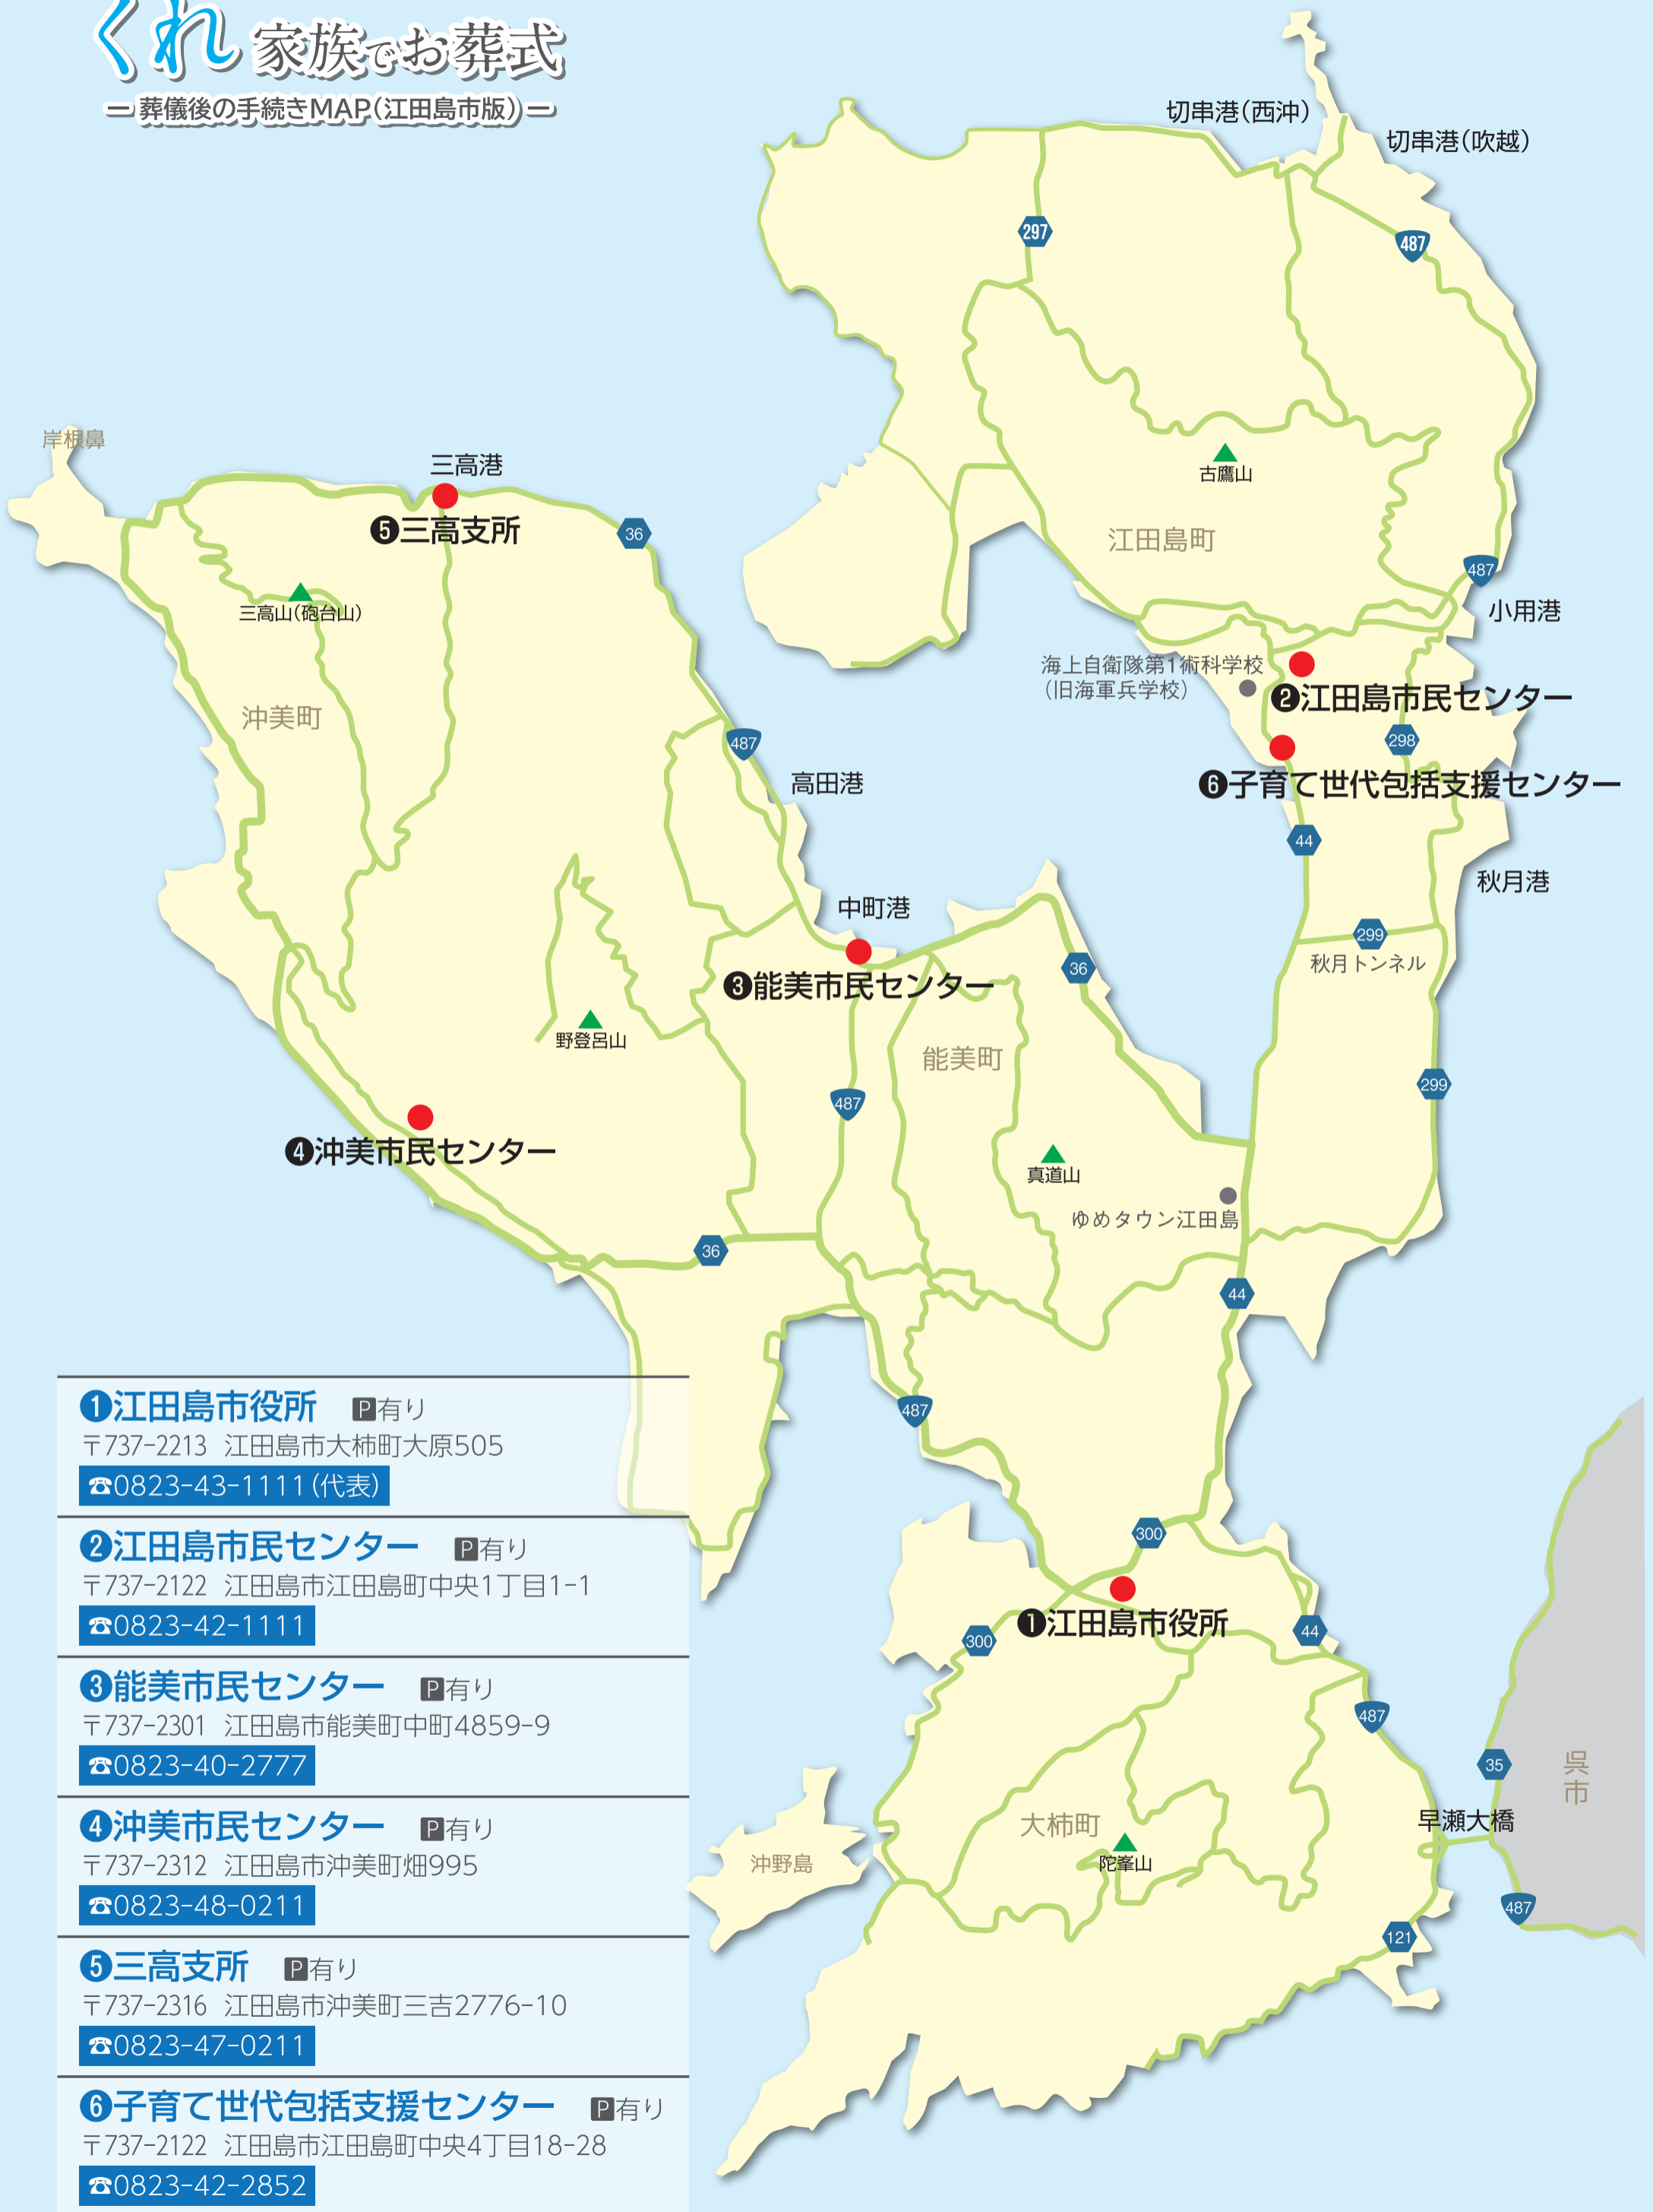 くれ 家族でお葬式
ー 葬儀後の手続きMAP(江田島市版) ー
切串港(西沖)
切串港(吹越)
297
487
岸根鼻
三高港
❺三高支所
36
古鷹山
江田島町
487
小用港
三高山(砲台山)
海上自衛隊第1術科学校
(旧海軍兵学校)
❷江田島市民センター
沖美町
487
298
高田港
❻子育て世代包括支援センター
44
秋月港
中町港
299
秋月トンネル
36
❸能美市民センター
野登呂山
能美町
299
487
❹沖美市民センター
真道山
ゆめタウン江田島
36
44
487
300
❶江田島市役所
300
44
487
35
呉市
早瀬大橋
大柿町
陀峯山
沖野島
487
121
❶江田島市役所 P有り
〒737-2213 江田島市大柿町大原505
☎0823-43-1111(代表)
❷江田島市民センター P有り
〒737-2122 江田島市江田島町中央1丁目1-1
☎0823-42-1111
❸能美市民センター P有り
〒737-2301 江田島市能美町中町4859-9
☎0823-40-2777
❹沖美市民センター P有り
〒737-2312 江田島市沖美町畑995
☎0823-48-0211
❺三高支所 P有り
〒737-2316 江田島市沖美町三吉2776-10
☎0823-47-0211
❻子育て世代包括支援センター P有り
〒737-2122 江田島市江田島町中央4丁目18-28
☎0823-42-2852